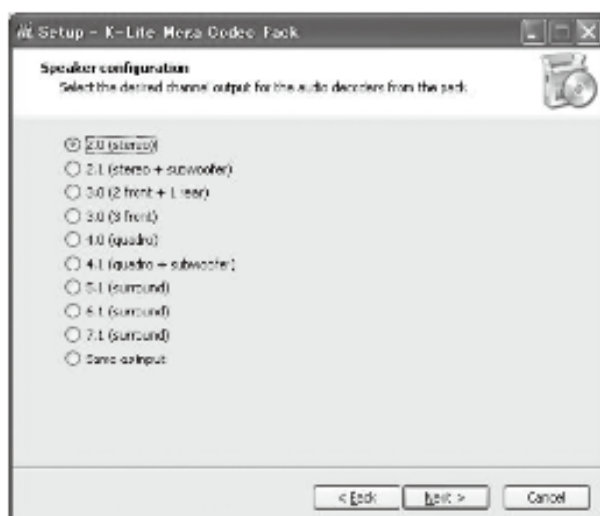 Setup - K-Lite Mega Codec Pack
Speaker configuration
Select the desired channel output for the audio decoders from the pack
2.0 (stereo)
2.1 (stereo + subwoofer)
3.0 (2 front + 1 rear)
3.0 (3 front)
4.0 (quadro)
4.1 (quadro + subwoofer)
5.1 (surround)
6.1 (surround)
7.1 (surround)
Same as input
< Back
Next >
Cancel